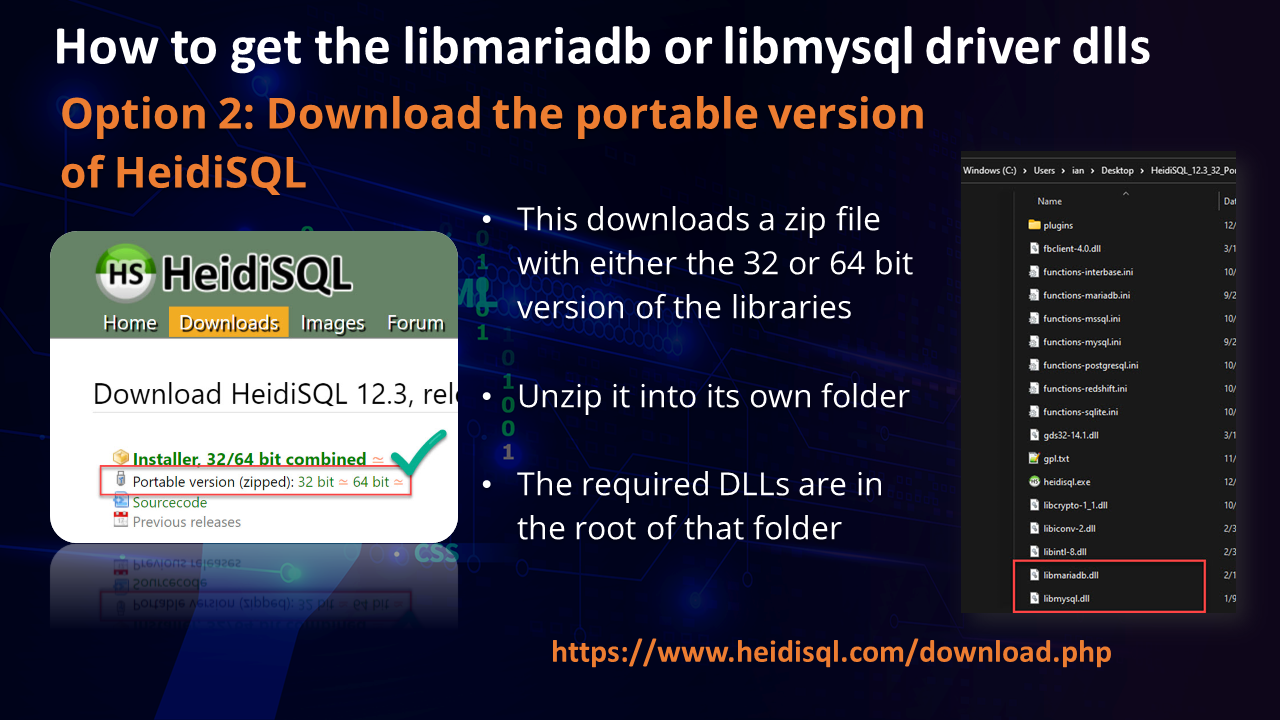 How to get the libmariadb or libmysql driver dlls
Option 2: Download the portable version
of HeidiSQL
HS HeidiSQL
Home Downloads Images Forum
Download HeidiSQL 12.3, rele
Installer, 32/64 bit combined
Portable version (zipped): 32 bit 64 bit
Sourcecode
Previous releases
• This downloads a zip file
with either the 32 or 64 bit
version of the libraries
• Unzip it into its own folder
• The required DLLs are in
the root of that folder
Windows (C:) › Users › ian › Desktop › HeidiSQL_12.3_32_Por
Name Dat
plugins 12/
fbclient-4.0.dll 3/1
functions-interbase.ini 10/
functions-mariadb.ini 9/2
functions-mssql.ini 10/
functions-mysql.ini 9/2
functions-postgresql.ini 10/
functions-redshift.ini 10/
functions-sqlite.ini 10/
gds32-14.1.dll 3/1
gpl.txt 11/
heidisql.exe 12/
libcrypto-1_1.dll 10/
libiconv-2.dll 2/3
libintl-8.dll 2/3
libmariadb.dll 2/1
libmysql.dll 1/9
https://www.heidisql.com/download.php
• CSS